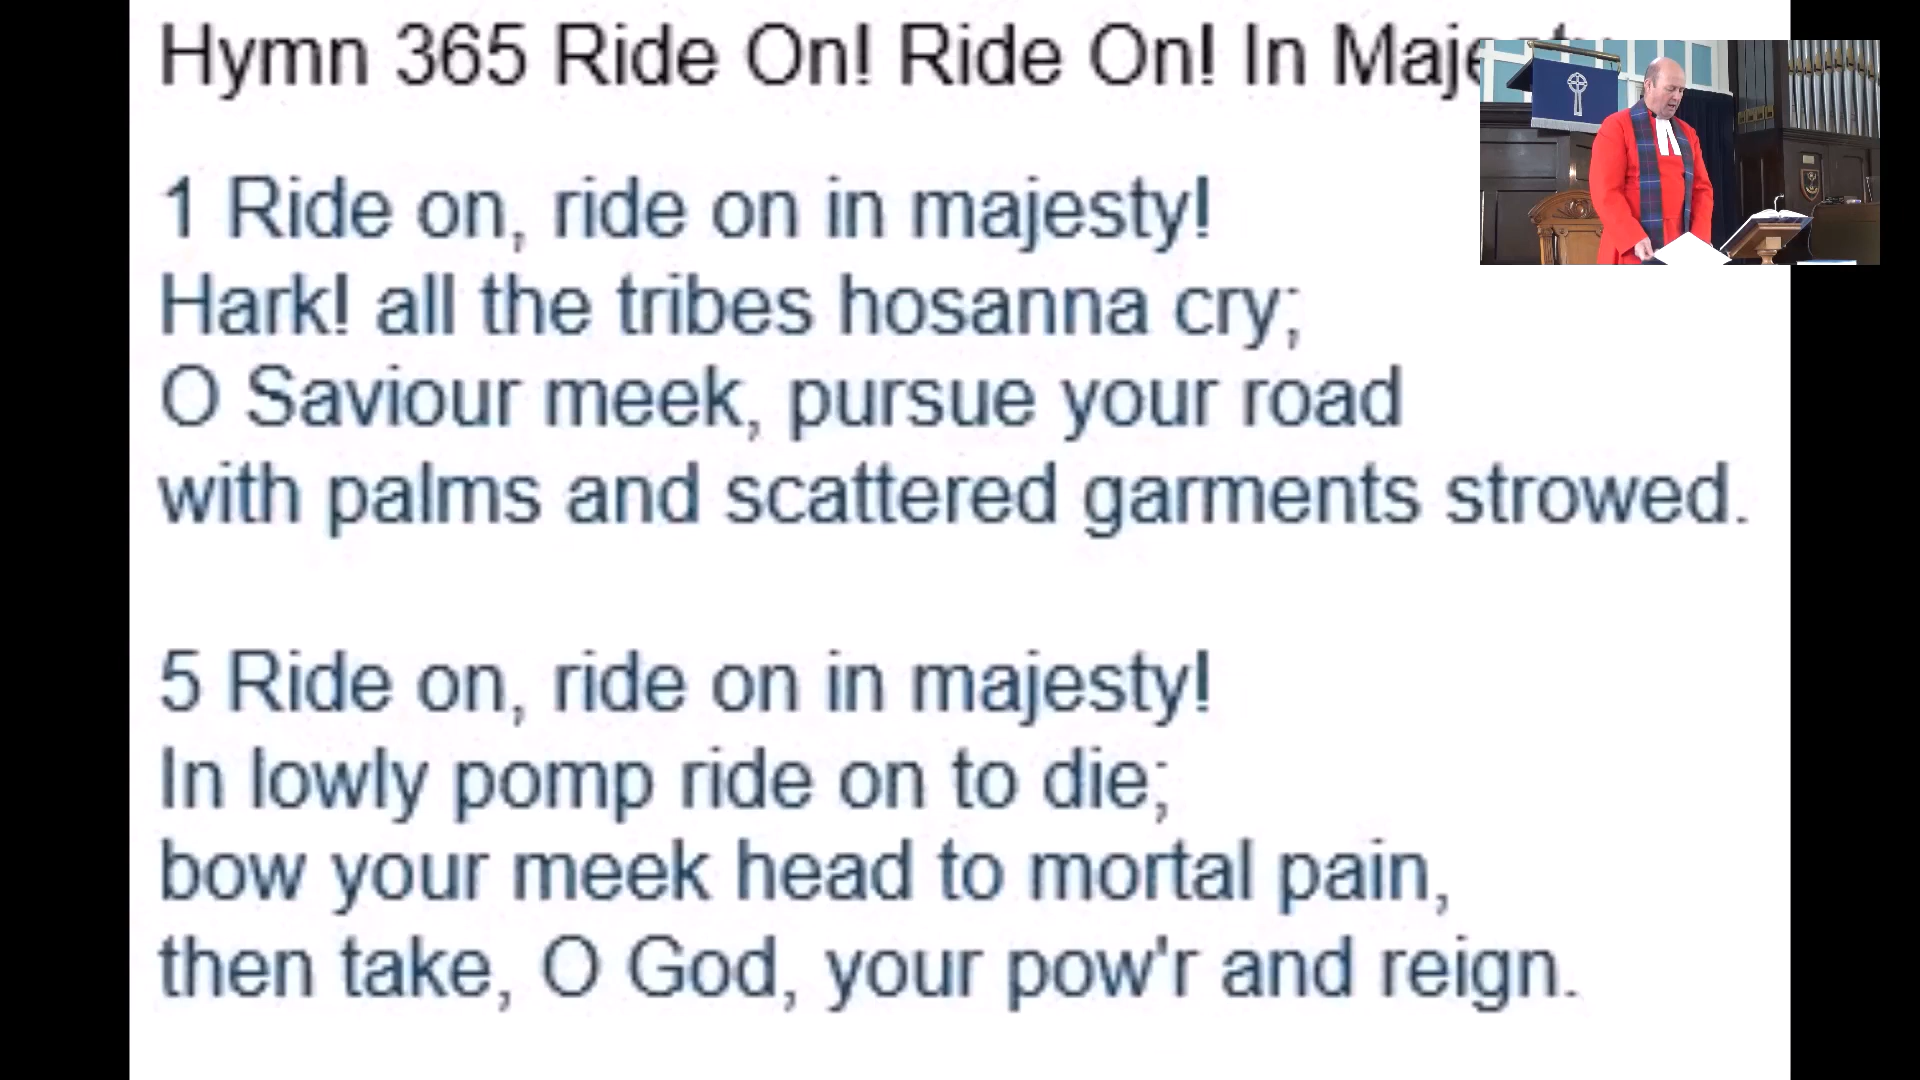 Hymn 365 Ride On! Ride On! In
1 Ride on, ride on in majesty!
Hark! all the tribes hosanna cry;
O Saviour meek, pursue your road
with palms and scattered garments strowed.
5 Ride on, ride on in majesty!
In lowly pomp ride on to die;
bow your meek head to mortal pain,
then take, O God, your pow'r and reign.